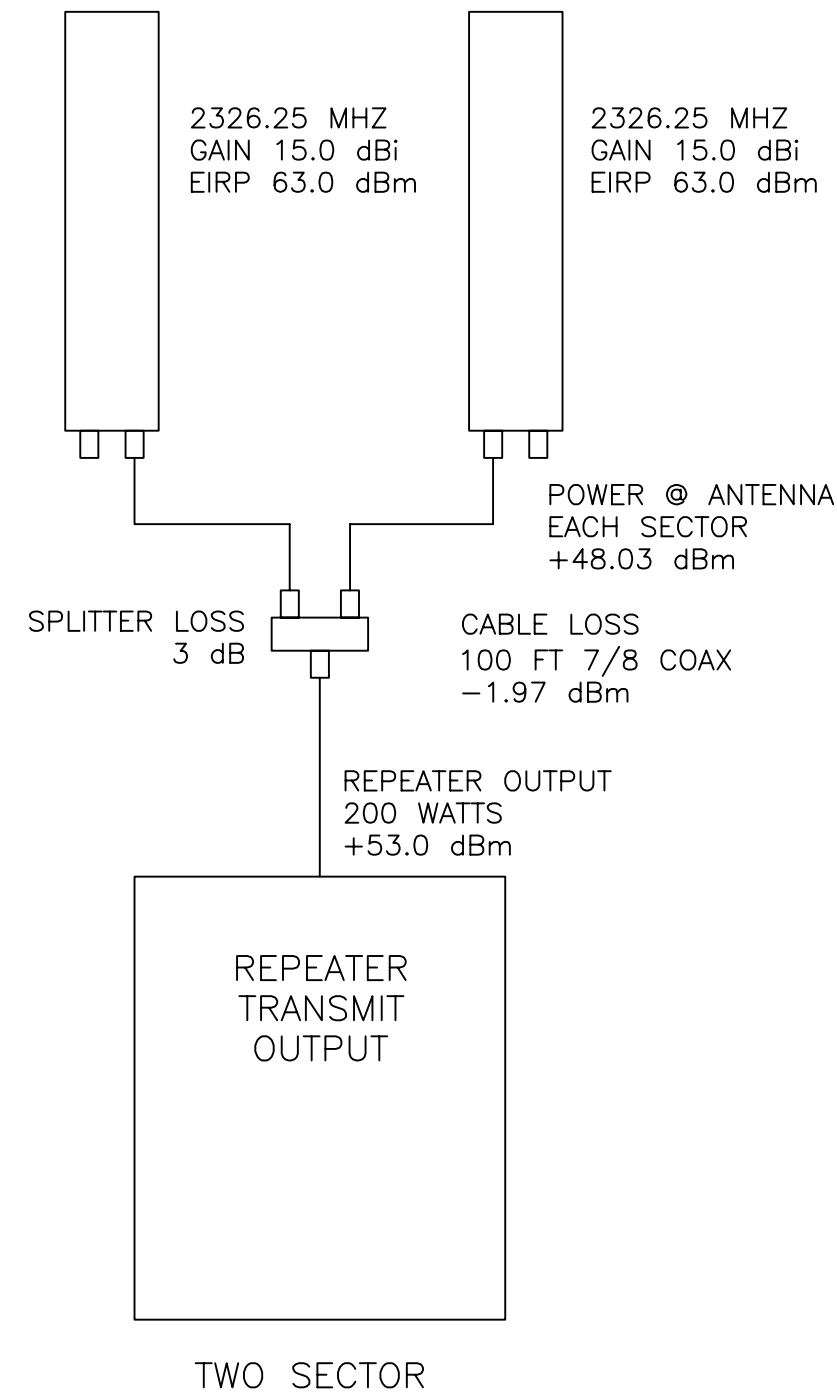 2326.25 MHZ
GAIN 15.0 dBi
EIRP 63.0 dBm
2326.25 MHZ
GAIN 15.0 dBi
EIRP 63.0 dBm
POWER @ ANTENNA
EACH SECTOR
+48.03 dBm
SPLITTER LOSS
3 dB
CABLE LOSS
100 FT 7/8 COAX
−1.97 dBm
REPEATER OUTPUT
200 WATTS
+53.0 dBm
REPEATER
TRANSMIT
OUTPUT
TWO SECTOR